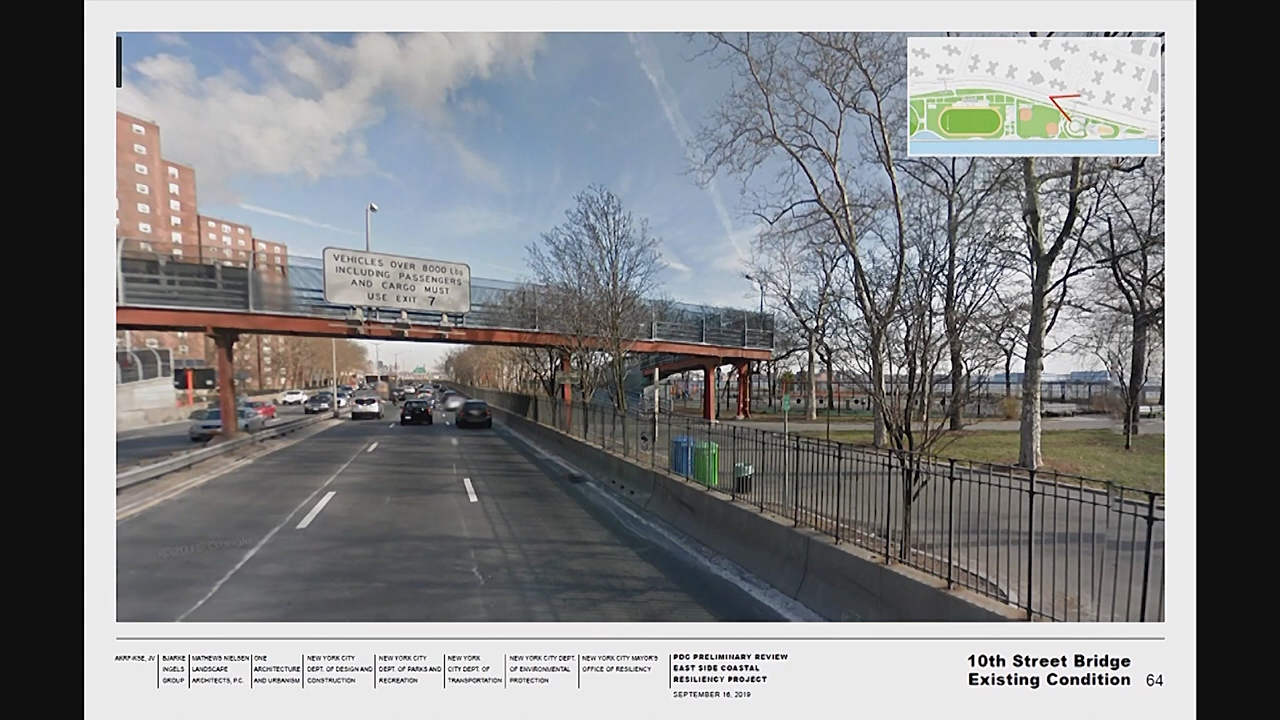 VEHICLES OVER 8000 Lbs
INCLUDING PASSENGERS
AND CARGO MUST
USE EXIT 7
AKRF-KSE, JV
BJARKE
INGELS
GROUP
MATHEWS NIELSEN
LANDSCAPE
ARCHITECTS, P.C.
ONE
ARCHITECTURE
AND URBANISM
NEW YORK CITY
DEPT. OF DESIGN AND
CONSTRUCTION
NEW YORK CITY
DEPT. OF PARKS AND
RECREATION
NEW YORK
CITY DEPT. OF
TRANSPORTATION
NEW YORK CITY DEPT.
OF ENVIRONMENTAL
PROTECTION
NEW YORK CITY MAYOR'S
OFFICE OF RESILIENCY
PDC PRELIMINARY REVIEW
EAST SIDE COASTAL
RESILIENCY PROJECT
SEPTEMBER 16, 2019
10th Street Bridge
Existing Condition 64